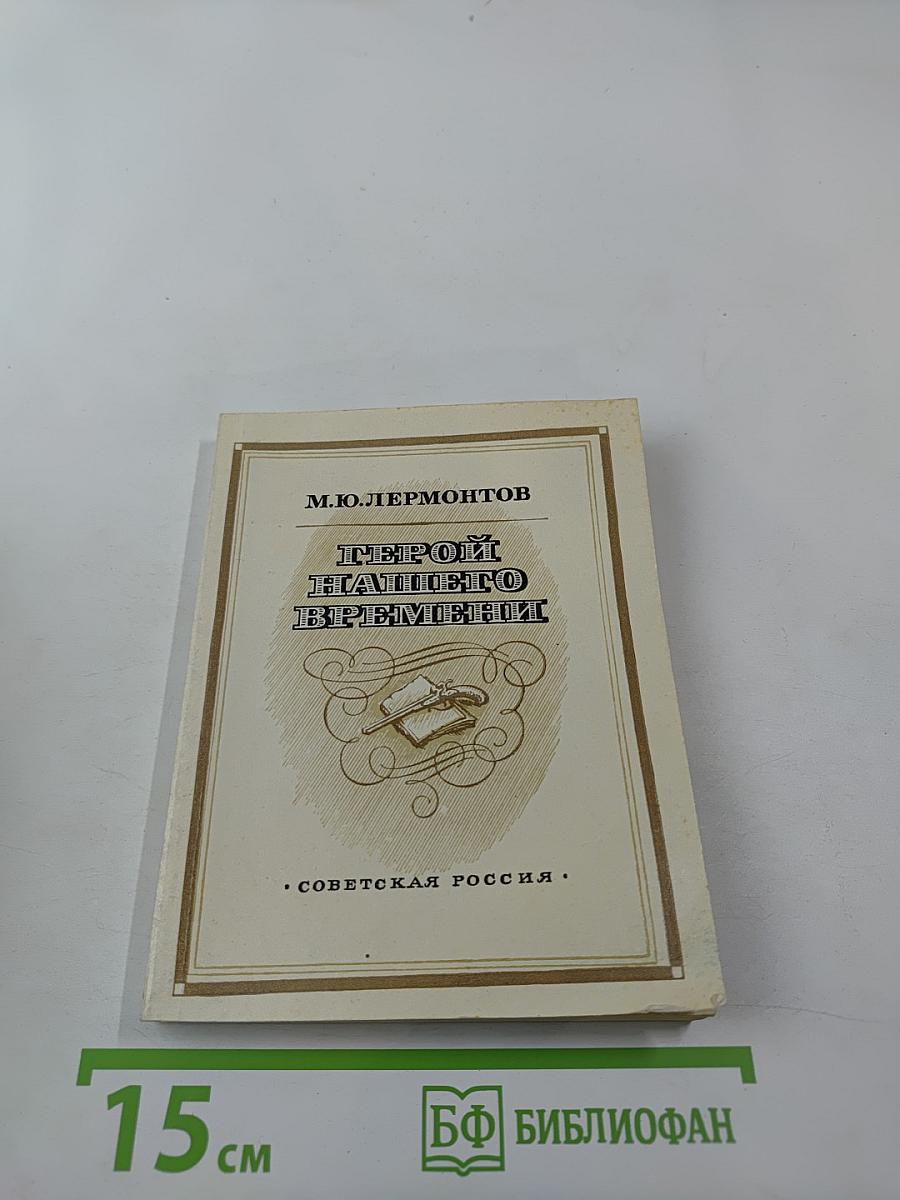 М.Ю.ЛЕРМОНТОВ
ГЕРОЙ
НАШЕГО
ВРЕМЕНИ
· СОВЕТСКАЯ РОССИЯ ·
15 см
БФ БИБЛИОФАН